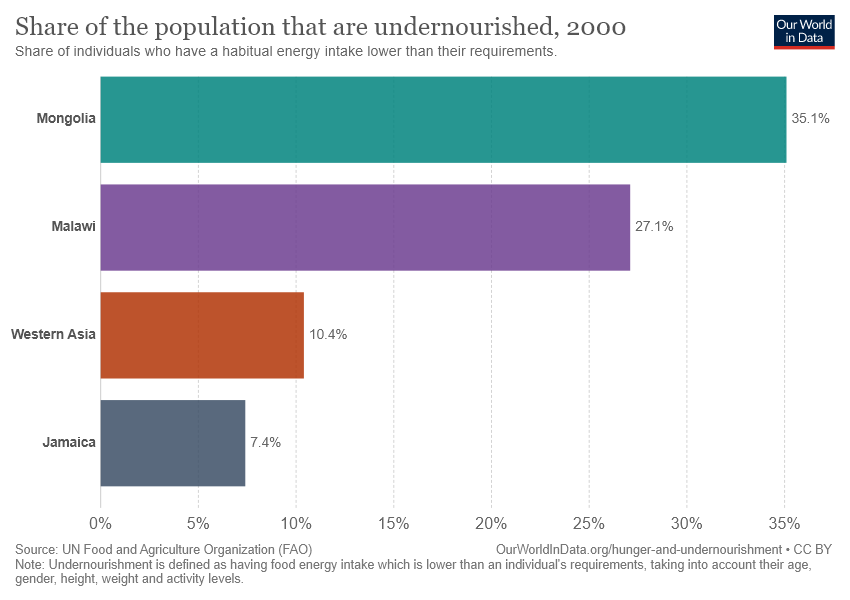 Share of the population that are undernourished, 2000
Share of individuals who have a habitual energy intake lower than their requirements.
Our World
in Data
Mongolia
35.1%
Malawi
27.1%
Western Asia
10.4%
Jamaica
7.4%
0% 5% 10% 15% 20% 25% 30% 35%
Source: UN Food and Agriculture Organization (FAO)
OurWorldInData.org/hunger-and-undernourishment • CC BY
Note: Undernourishment is defined as having food energy intake which is lower than an individual's requirements, taking into account their age,
gender, height, weight and activity levels.